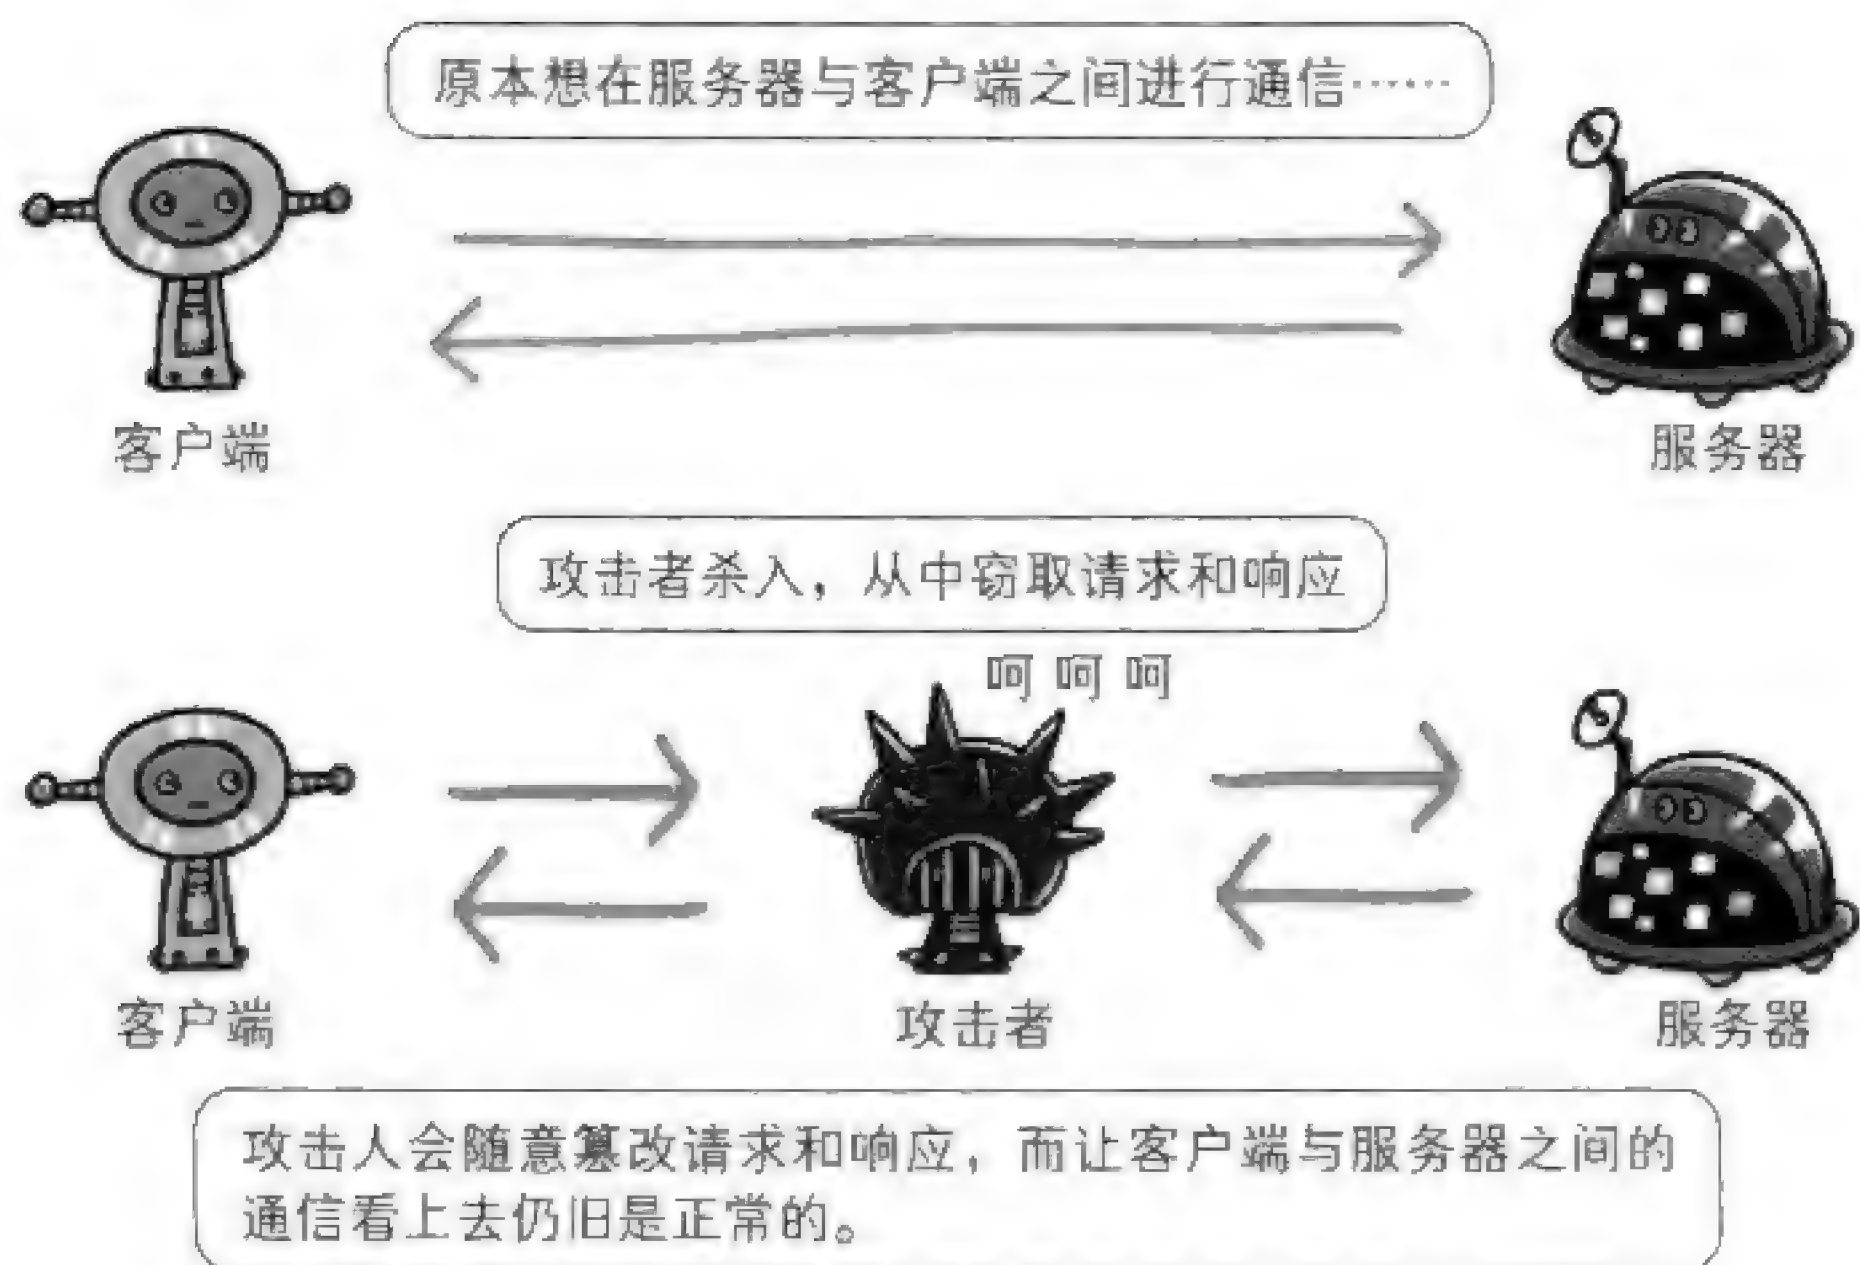 原本想在服务器与客户端之间进行通信……
客户端
服务器
攻击者杀入，从中窃取请求和响应
呵 呵 呵
客户端
攻击者
服务器
攻击人会随意篡改请求和响应，而让客户端与服务器之间的
通信看上去仍旧是正常的。